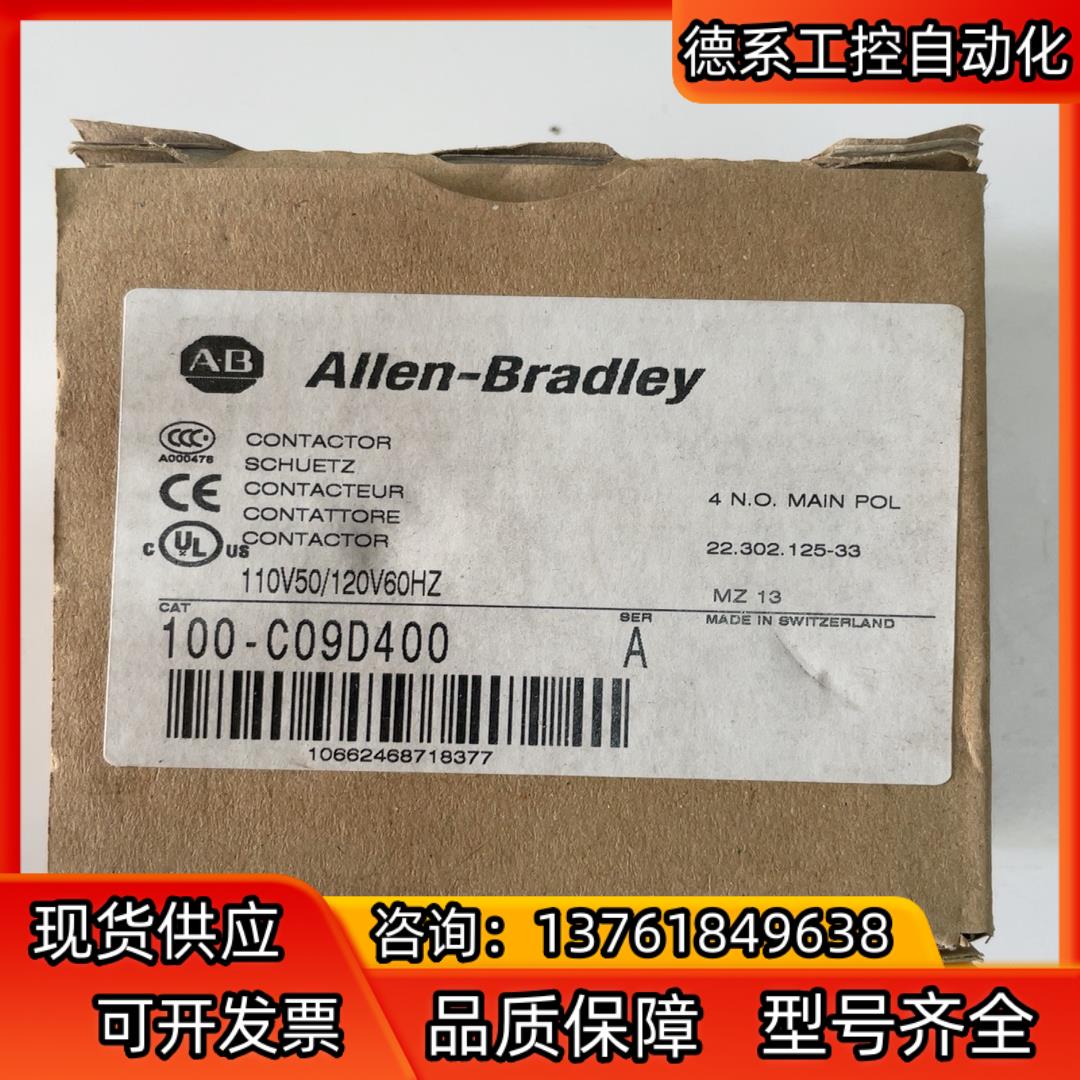 德系工控自动化
A-B Allen-Bradley
CCC
A000478
CE
C UL US
CONTACTOR
SCHUETZ
CONTACTEUR
CONTATTORE
CONTACTOR
110V50/120V60HZ
4 N.O. MAIN POL
22.302.125-33
MZ 13
MADE IN SWITZERLAND
CAT
100-C09D400
SER
A
10662468718377
现货供应
咨询：13761849638
可开发票
品质保障 型号齐全